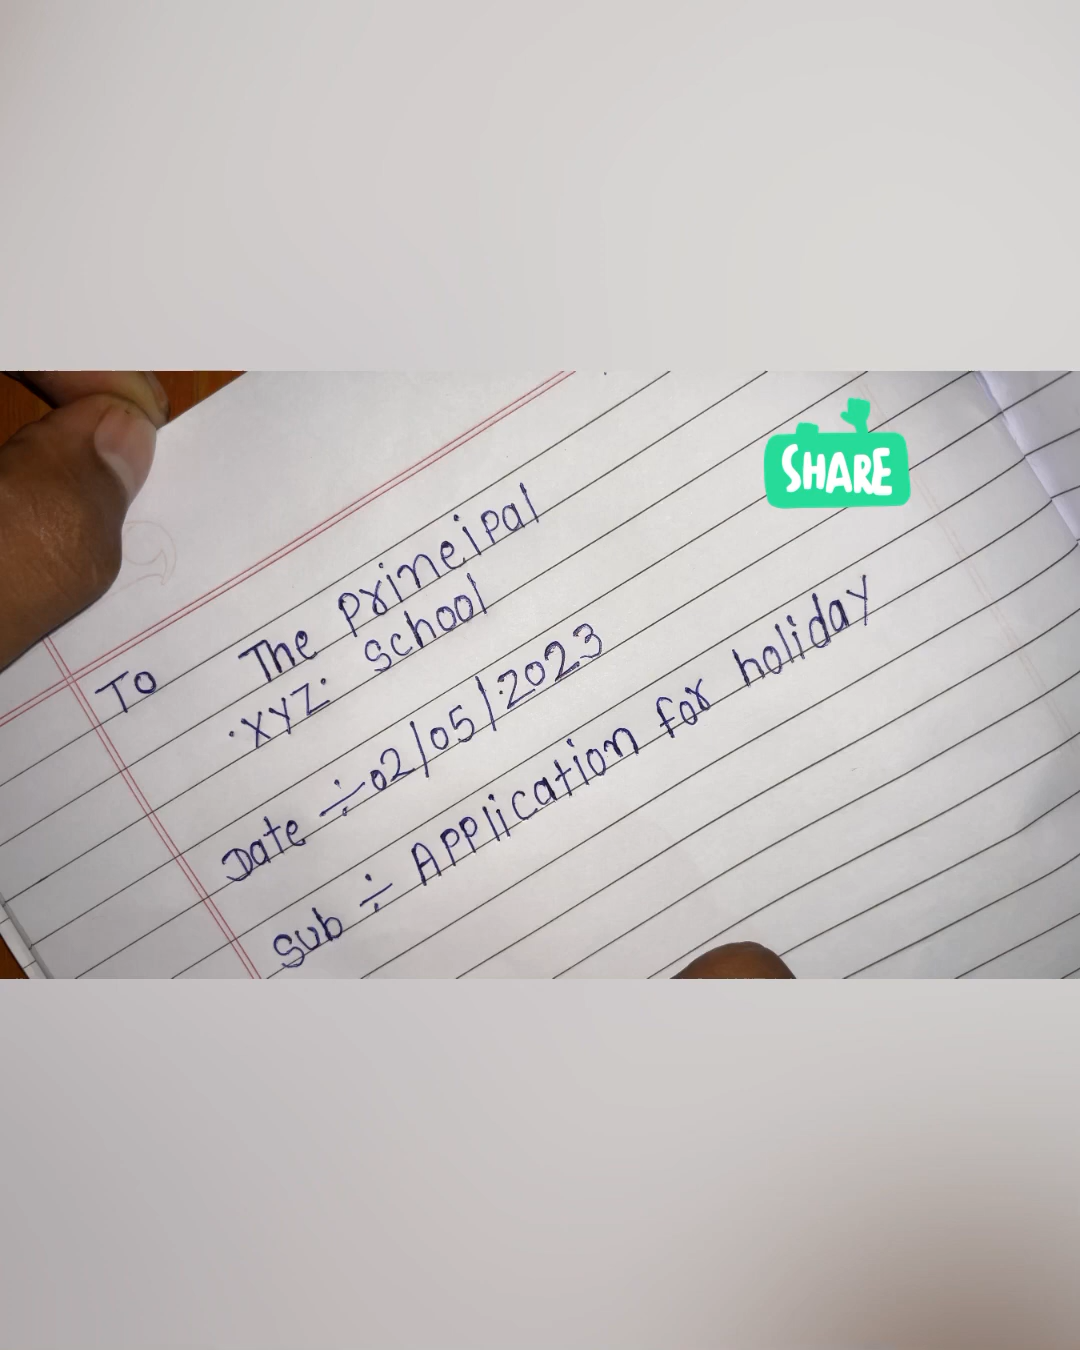 To
The Principal
XYZ. School
Date ÷ 02/05/2023
Sub ÷ Application for holiday
SHARE